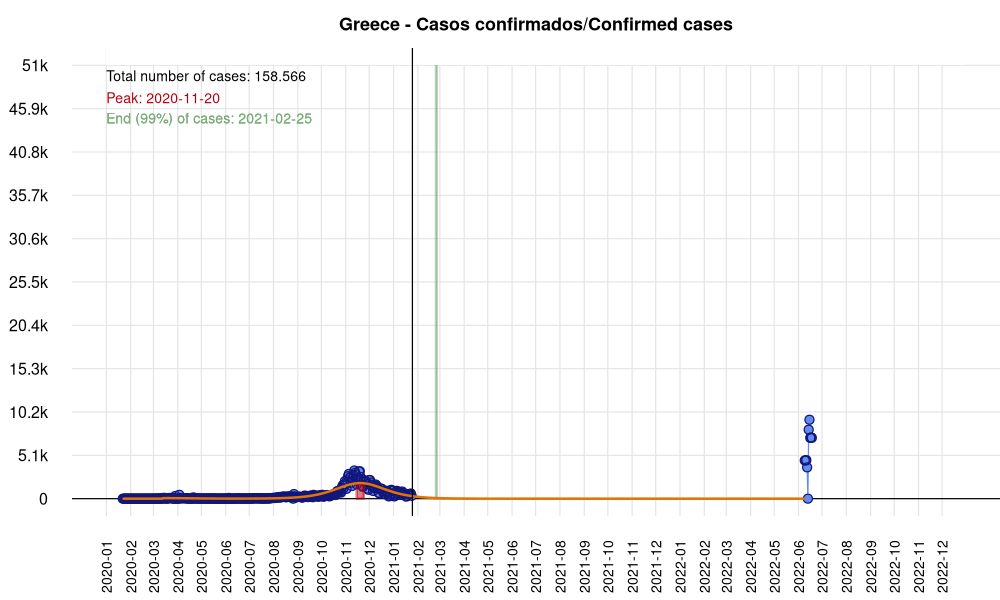 Greece - Casos confirmados/Confirmed cases
Total number of cases: 158.566
Peak: 2020-11-20
End (99%) of cases: 2021-02-25
51k
45.9k
40.8k
35.7k
30.6k
25.5k
20.4k
15.3k
10.2k
5.1k
0
2020-01
2020-02
2020-03
2020-04
2020-05
2020-06
2020-07
2020-08
2020-09
2020-10
2020-11
2020-12
2021-01
2021-02
2021-03
2021-04
2021-05
2021-06
2021-07
2021-08
2021-09
2021-10
2021-11
2021-12
2022-01
2022-02
2022-03
2022-04
2022-05
2022-06
2022-07
2022-08
2022-09
2022-10
2022-11
2022-12